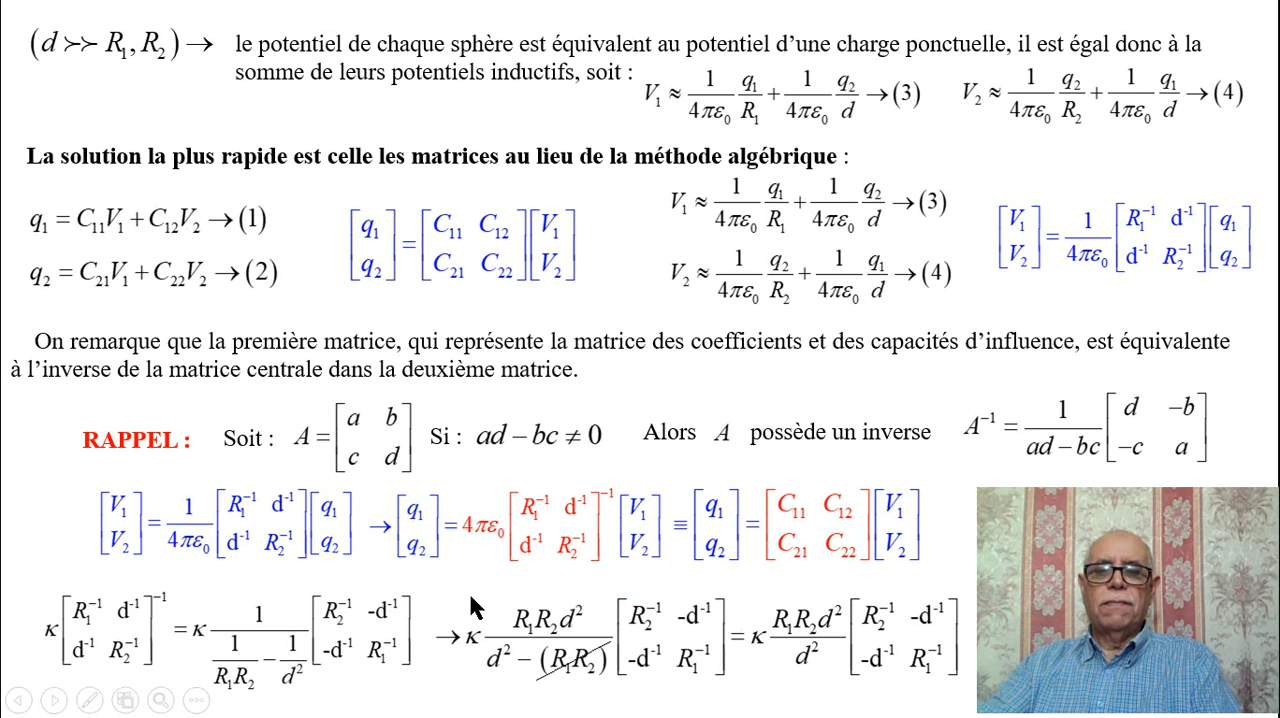 (d ≻≻ R₁, R₂) → le potentiel de chaque sphère est équivalent au potentiel d’une charge ponctuelle, il est égal donc à la
somme de leurs potentiels inductifs, soit : V₁ ≈ 1/(4πε₀) q₁/R₁ + 1/(4πε₀) q₂/d → (3) V₂ ≈ 1/(4πε₀) q₂/R₂ + 1/(4πε₀) q₁/d → (4)
La solution la plus rapide est celle les matrices au lieu de la méthode algébrique :
q₁ = C₁₁V₁ + C₁₂V₂ → (1)
q₂ = C₂₁V₁ + C₂₂V₂ → (2)
[q₁; q₂] = [C₁₁ C₁₂; C₂₁ C₂₂] [V₁; V₂]
V₁ ≈ 1/(4πε₀) q₁/R₁ + 1/(4πε₀) q₂/d → (3)
V₂ ≈ 1/(4πε₀) q₂/R₂ + 1/(4πε₀) q₁/d → (4)
[V₁; V₂] = 1/(4πε₀) [R₁⁻¹ d⁻¹; d⁻¹ R₂⁻¹] [q₁; q₂]
On remarque que la première matrice, qui représente la matrice des coefficients et des capacités d’influence, est équivalente
à l’inverse de la matrice centrale dans la deuxième matrice.
RAPPEL : Soit : A = [a b; c d] Si : ad − bc ≠ 0 Alors A possède un inverse A⁻¹ = 1/(ad − bc) [d −b; −c a]
[V₁; V₂] = 1/(4πε₀) [R₁⁻¹ d⁻¹; d⁻¹ R₂⁻¹] [q₁; q₂] → [q₁; q₂] = 4πε₀ [R₁⁻¹ d⁻¹; d⁻¹ R₂⁻¹]⁻¹ [V₁; V₂] ≡ [q₁; q₂] = [C₁₁ C₁₂; C₂₁ C₂₂] [V₁; V₂]
κ [R₁⁻¹ d⁻¹; d⁻¹ R₂⁻¹]⁻¹ = κ 1/(1/(R₁R₂) − 1/d²) [R₂⁻¹ -d⁻¹; -d⁻¹ R₁⁻¹] → κ R₁R₂d²/(d² − (R₁R₂)) [R₂⁻¹ -d⁻¹; -d⁻¹ R₁⁻¹] = κ R₁R₂d²/d² [R₂⁻¹ -d⁻¹; -d⁻¹ R₁⁻¹]